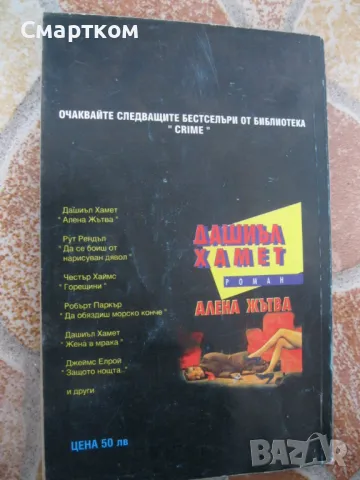 Смартком
ОЧАКВАЙТЕ СЛЕДВАЩИТЕ БЕСТСЕЛЪРИ ОТ БИБЛИОТЕКА
" CRIME "
Дашиъл Хамет
" Алена Жътва "
Рут Рендъл
" Да се боиш от
нарисуван дявол "
Честър Хаймс
" Горещини "
Робърт Паркър
" Да обяздиш морско конче "
Дашиъл Хамет
" Жена в мрака "
Джеймс Елрой
" Защото нощта.."
и други
ДАШИЪЛ
ХАМЕТ
РОМАН
АЛЕНА ЖЪТВА
ЦЕНА 50 лв
BAZAR